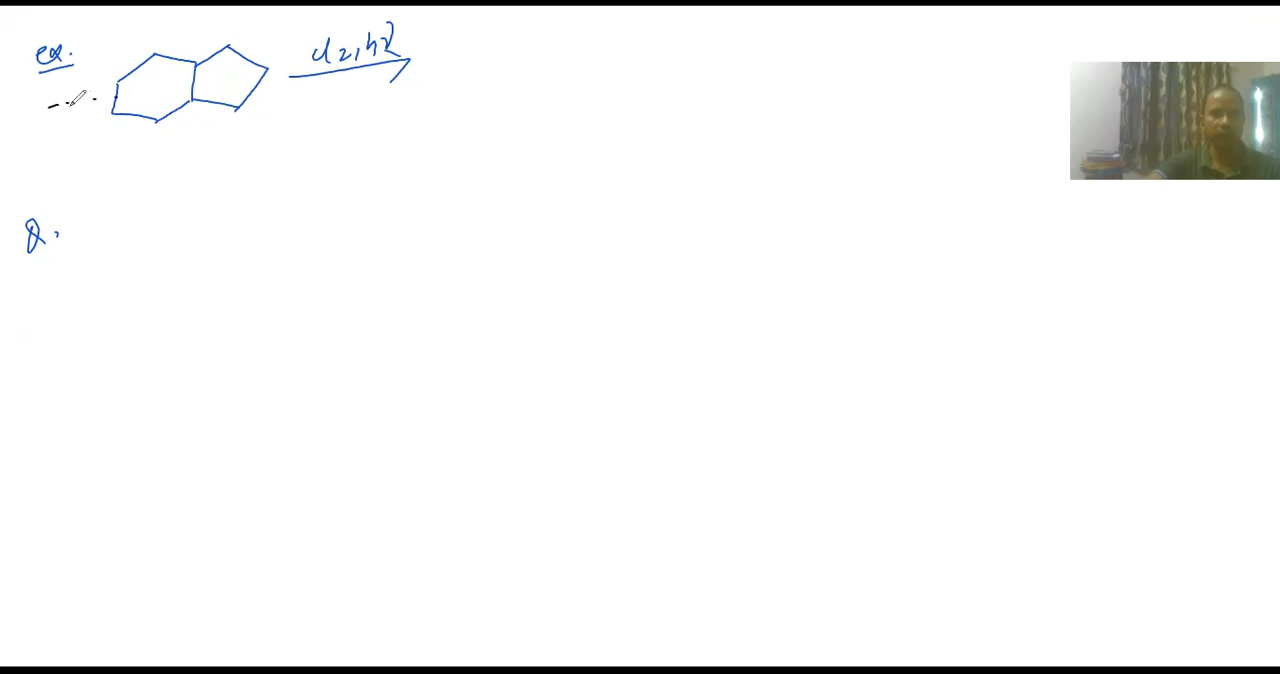 ex.
Cl2, hν
Q.